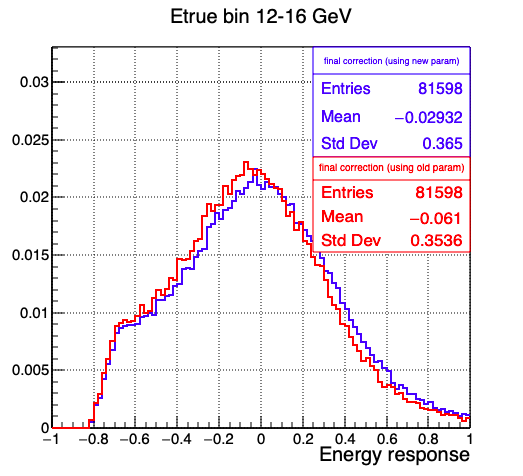 Etrue bin 12-16 GeV
final correction (using new param)
Entries 81598
Mean −0.02932
Std Dev 0.365
final correction (using old param)
Entries 81598
Mean −0.061
Std Dev 0.3536
0.03
0.025
0.02
0.015
0.01
0.005
0
−1 −0.8 −0.6 −0.4 −0.2 0 0.2 0.4 0.6 0.8 1
Energy response